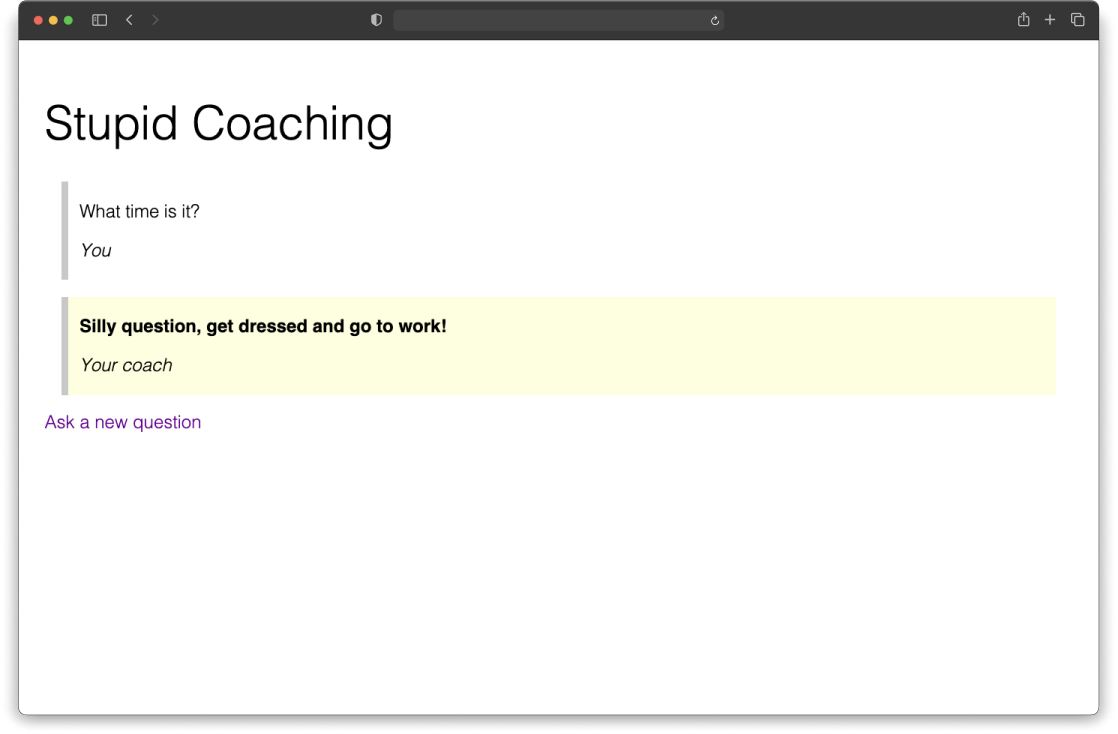 Stupid Coaching
What time is it?
You
Silly question, get dressed and go to work!
Your coach
Ask a new question